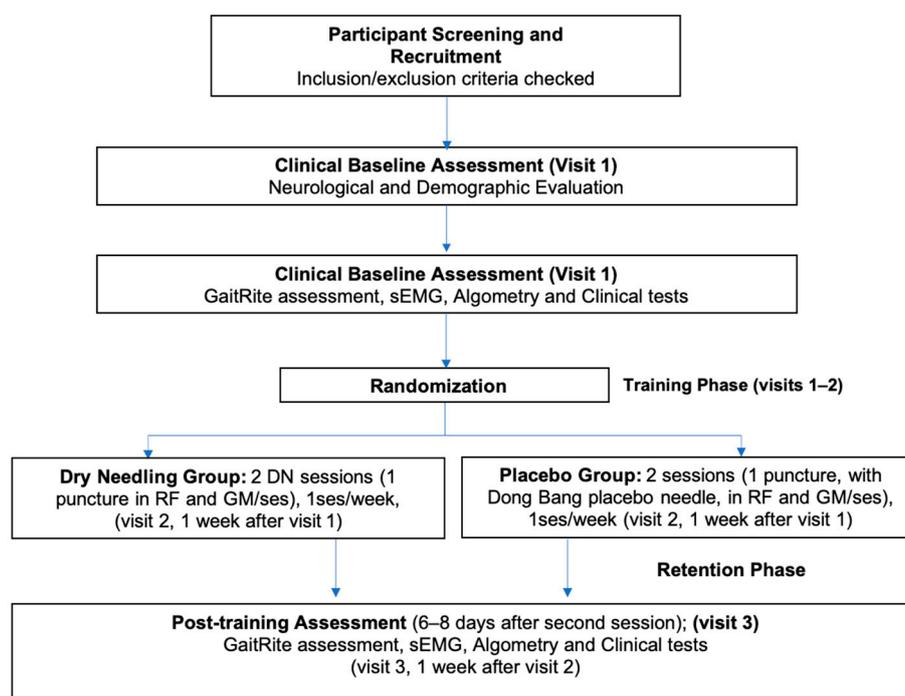 Participant Screening and
Recruitment
Inclusion/exclusion criteria checked
Clinical Baseline Assessment (Visit 1)
Neurological and Demographic Evaluation
Clinical Baseline Assessment (Visit 1)
GaitRite assessment, sEMG, Algometry and Clinical tests
Randomization
Training Phase (visits 1–2)
Dry Needling Group: 2 DN sessions (1
puncture in RF and GM/ses), 1ses/week,
(visit 2, 1 week after visit 1)
Placebo Group: 2 sessions (1 puncture, with
Dong Bang placebo needle, in RF and GM/ses),
1ses/week (visit 2, 1 week after visit 1)
Retention Phase
Post-training Assessment (6–8 days after second session); (visit 3)
GaitRite assessment, sEMG, Algometry and Clinical tests
(visit 3, 1 week after visit 2)